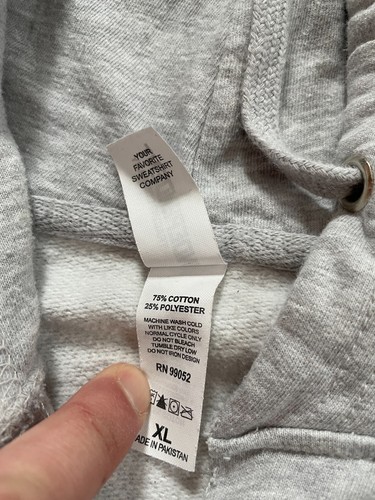 YOUR
FAVORITE
SWEATSHIRT
COMPANY
75% COTTON
25% POLYESTER
MACHINE WASH COLD
WITH LIKE COLORS
NORMAL CYCLE ONLY
DO NOT BLEACH
TUMBLE DRY LOW
DO NOT IRON DESIGN
RN 99052
XL
MADE IN PAKISTAN